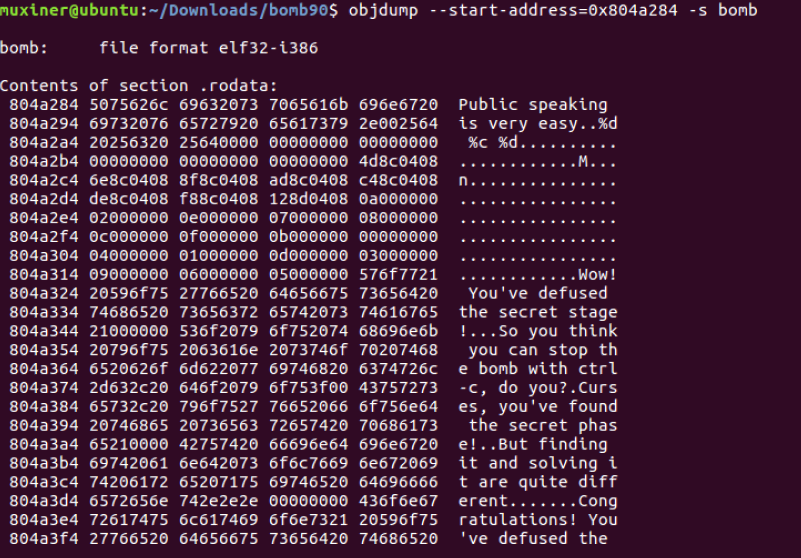 muxiner@ubuntu:~/Downloads/bomb90$ objdump --start-address=0x804a284 -s bomb
bomb:     file format elf32-i386
Contents of section .rodata:
 804a284 5075626c 69632073 7065616b 696e6720  Public speaking 
 804a294 69732076 65727920 65617379 2e002564  is very easy..%d
 804a2a4 20256320 25640000 00000000 00000000   %c %d..........
 804a2b4 00000000 00000000 00000000 4d8c0408  ............M...
 804a2c4 6e8c0408 8f8c0408 ad8c0408 c48c0408  n...............
 804a2d4 de8c0408 f88c0408 128d0408 0a000000  ................
 804a2e4 02000000 0e000000 07000000 08000000  ................
 804a2f4 0c000000 0f000000 0b000000 00000000  ................
 804a304 04000000 01000000 0d000000 03000000  ................
 804a314 09000000 06000000 05000000 576f7721  ............Wow!
 804a324 20596f75 27766520 64656675 73656420   You've defused 
 804a334 74686520 73656372 65742073 74616765  the secret stage
 804a344 21000000 536f2079 6f752074 68696e6b  !...So you think
 804a354 20796f75 2063616e 2073746f 70207468   you can stop th
 804a364 6520626f 6d622077 69746820 6374726c  e bomb with ctrl
 804a374 2d632c20 646f2079 6f753f00 43757273  -c, do you?.Curs
 804a384 65732c20 796f7527 76652066 6f756e64  es, you've found
 804a394 20746865 20736563 72657420 70686173   the secret phas
 804a3a4 65210000 42757420 66696e64 696e6720  e!..But finding 
 804a3b4 69742061 6e642073 6f6c7669 6e672069  it and solving i
 804a3c4 74206172 65207175 69746520 64696666  t are quite diff
 804a3d4 6572656e 742e2e2e 00000000 436f6e67  erent.......Cong
 804a3e4 72617475 6c617469 6f6e7321 20596f75  ratulations! You
 804a3f4 27766520 64656675 73656420 74686520  've defused the